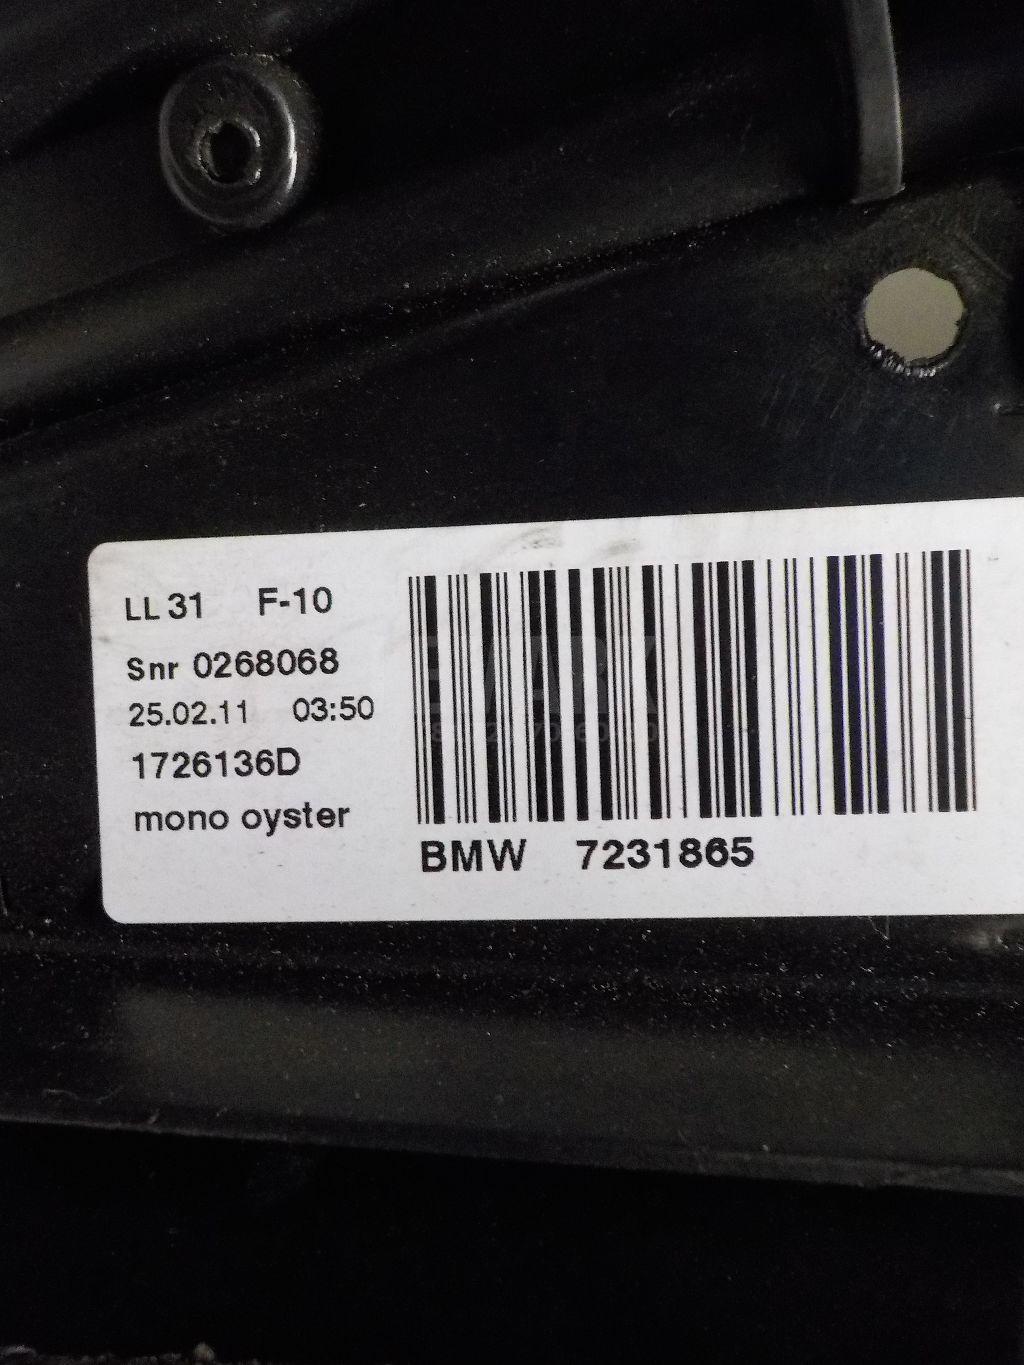 LL 31 F-10
Snr 0268068
25.02.11 03:50
1726136D
mono oyster
BMW 7231865